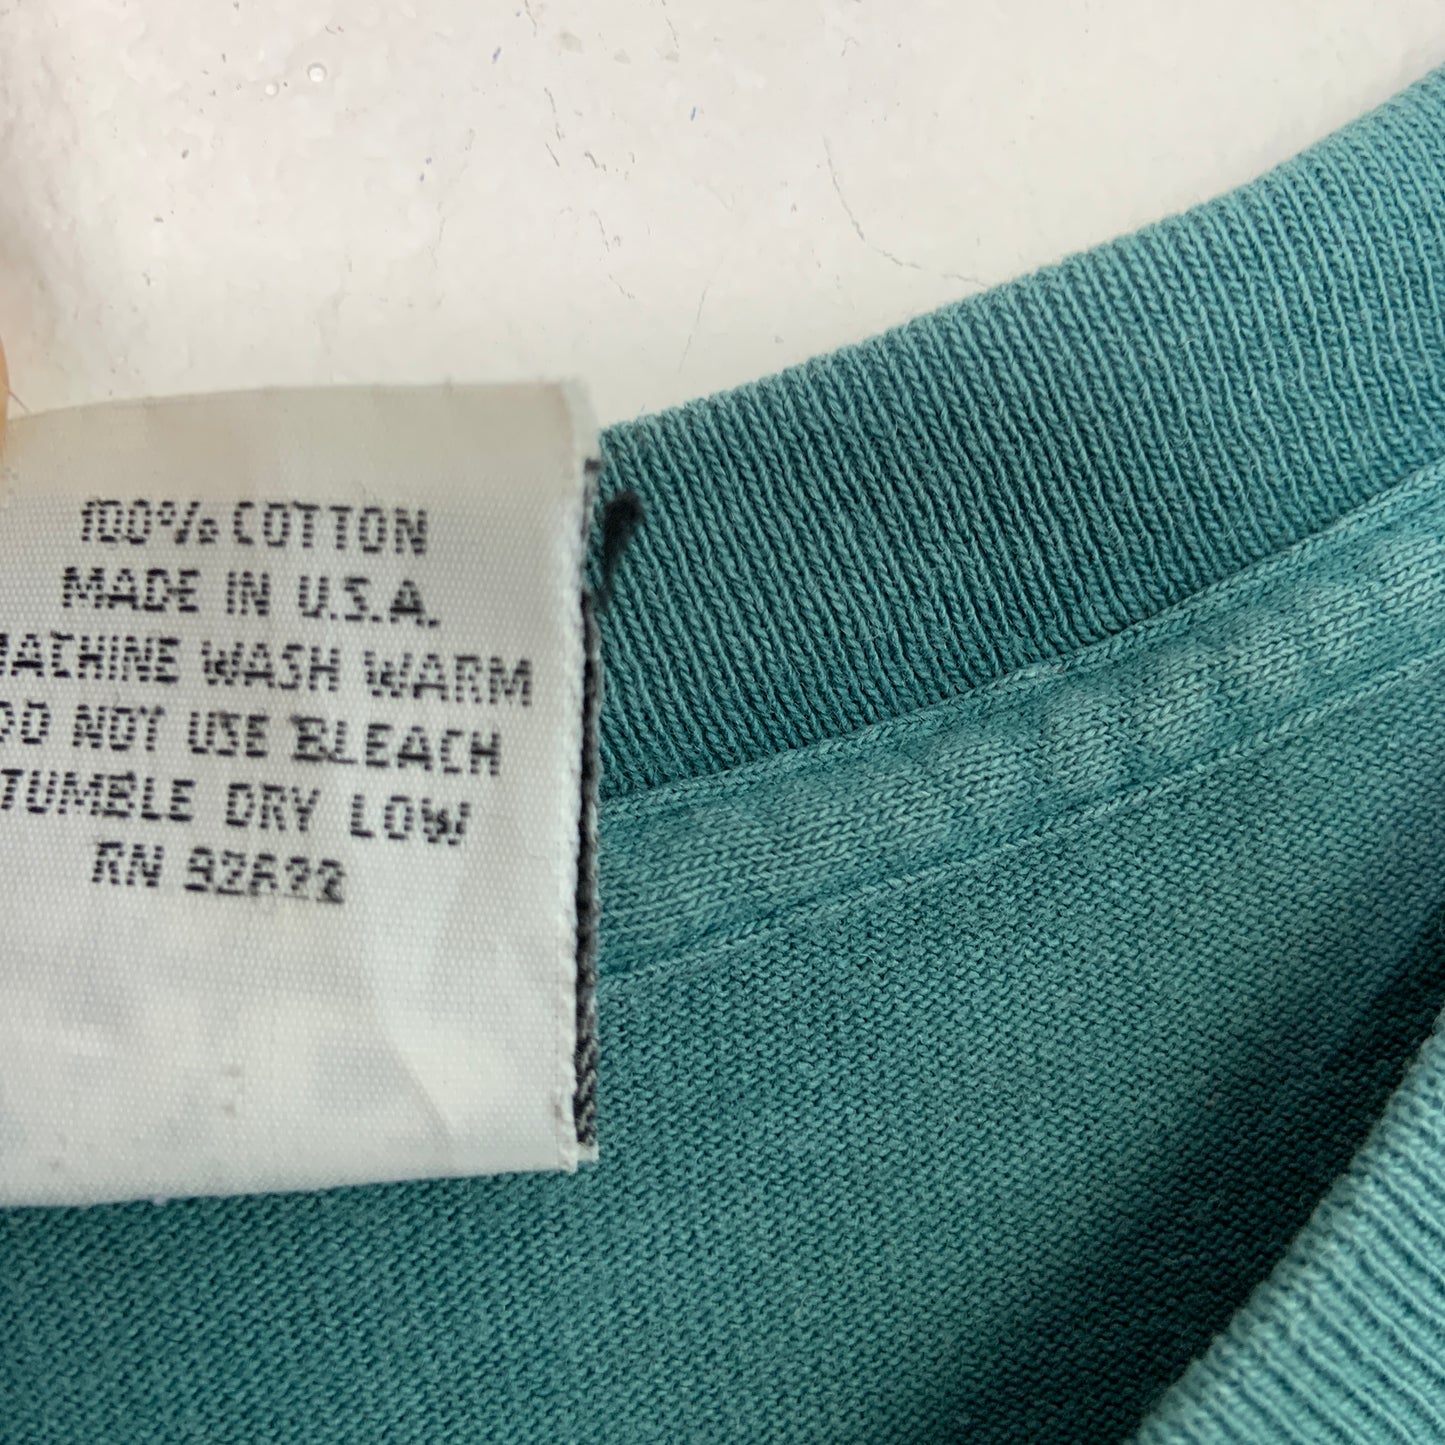 100% COTTON
MADE IN U.S.A.
MACHINE WASH WARM
DO NOT USE BLEACH
TUMBLE DRY LOW
RN